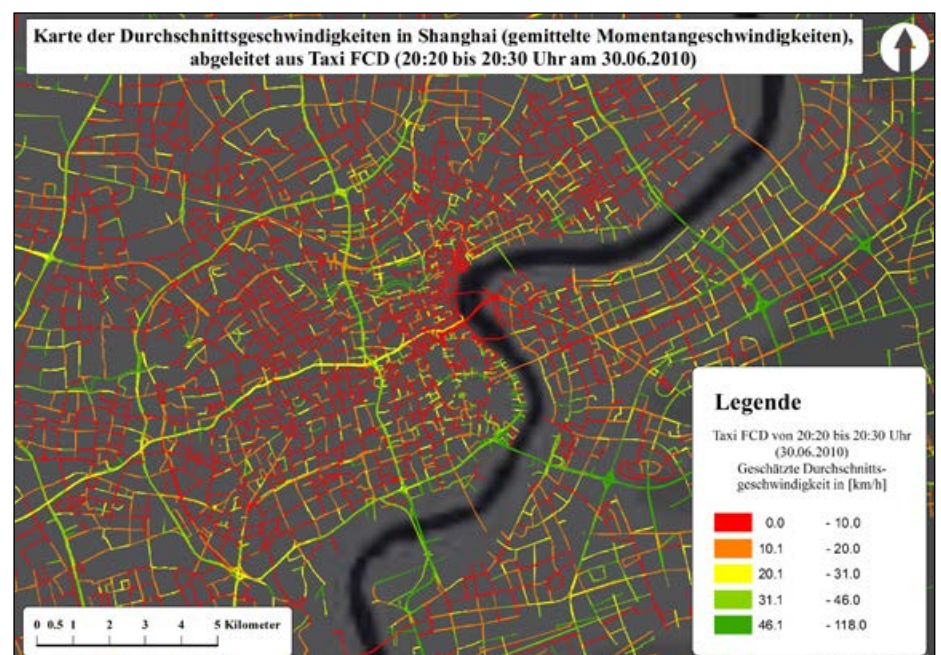 Karte der Durchschnittsgeschwindigkeiten in Shanghai (gemittelte Momentangeschwindigkeiten),
abgeleitet aus Taxi FCD (20:20 bis 20:30 Uhr am 30.06.2010)
Legende
Taxi FCD von 20:20 bis 20:30 Uhr
(30.06.2010)
Geschätzte Durchschnitts-
geschwindigkeit in [km/h]
0.0 - 10.0
10.1 - 20.0
20.1 - 31.0
31.1 - 46.0
46.1 - 118.0
0 0.5 1 2 3 4 5 Kilometer